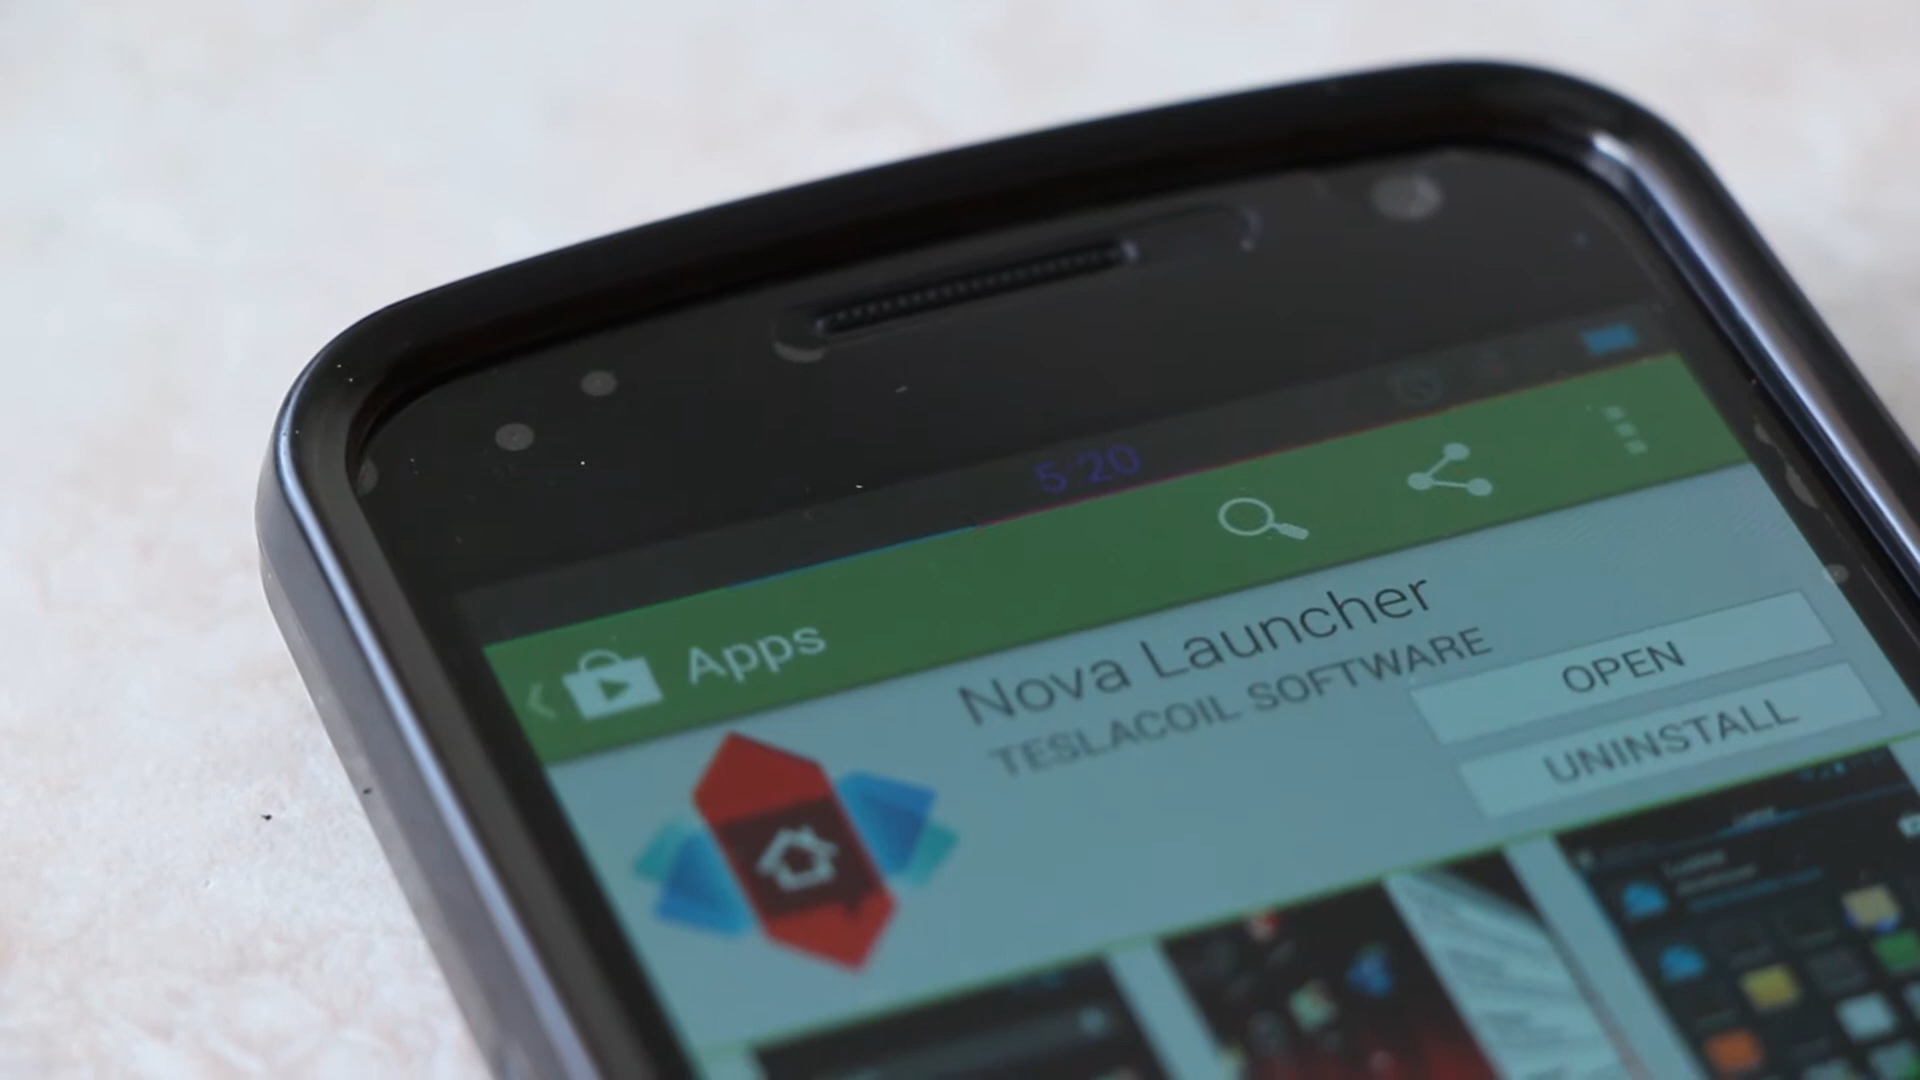 5:20
Apps
Nova Launcher
TESLACOIL SOFTWARE
OPEN
UNINSTALL